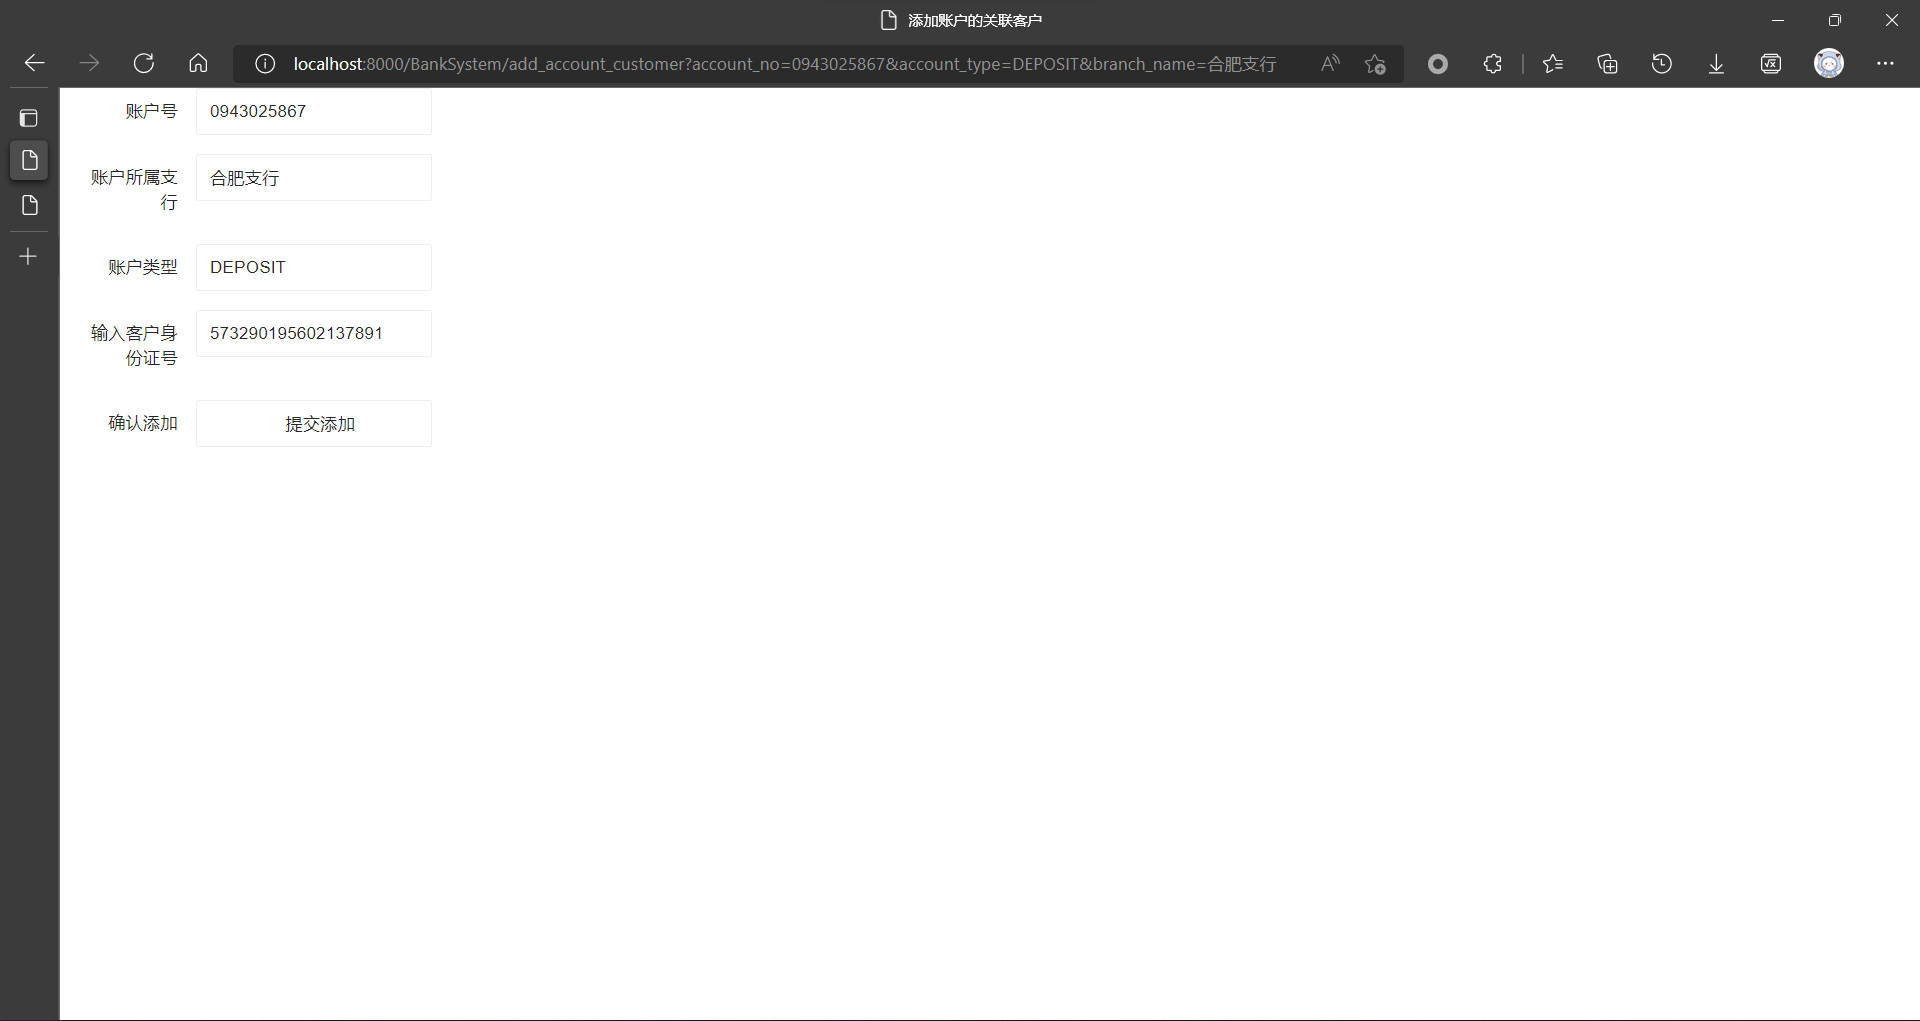 添加账户的关联客户
localhost:8000/BankSystem/add_account_customer?account_no=0943025867&account_type=DEPOSIT&branch_name=合肥支行
账户号
0943025867
账户所属支
行
合肥支行
账户类型
DEPOSIT
输入客户身
份证号
573290195602137891
确认添加
提交添加